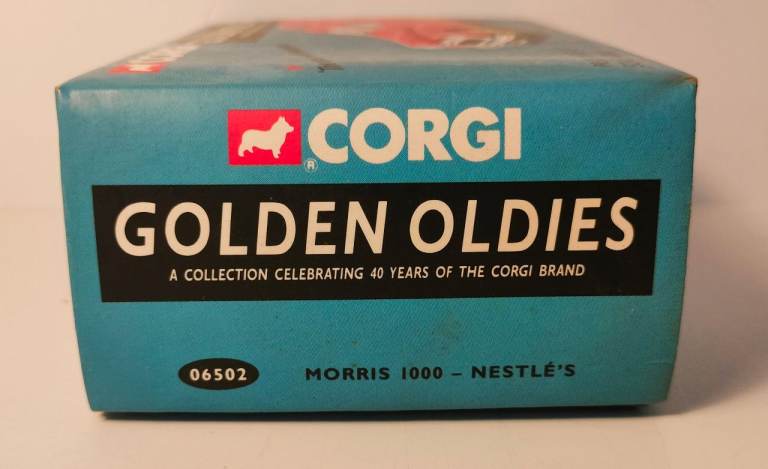 CORGI
®
GOLDEN OLDIES
A COLLECTION CELEBRATING 40 YEARS OF THE CORGI BRAND
06502 MORRIS 1000 – NESTLÉ'S